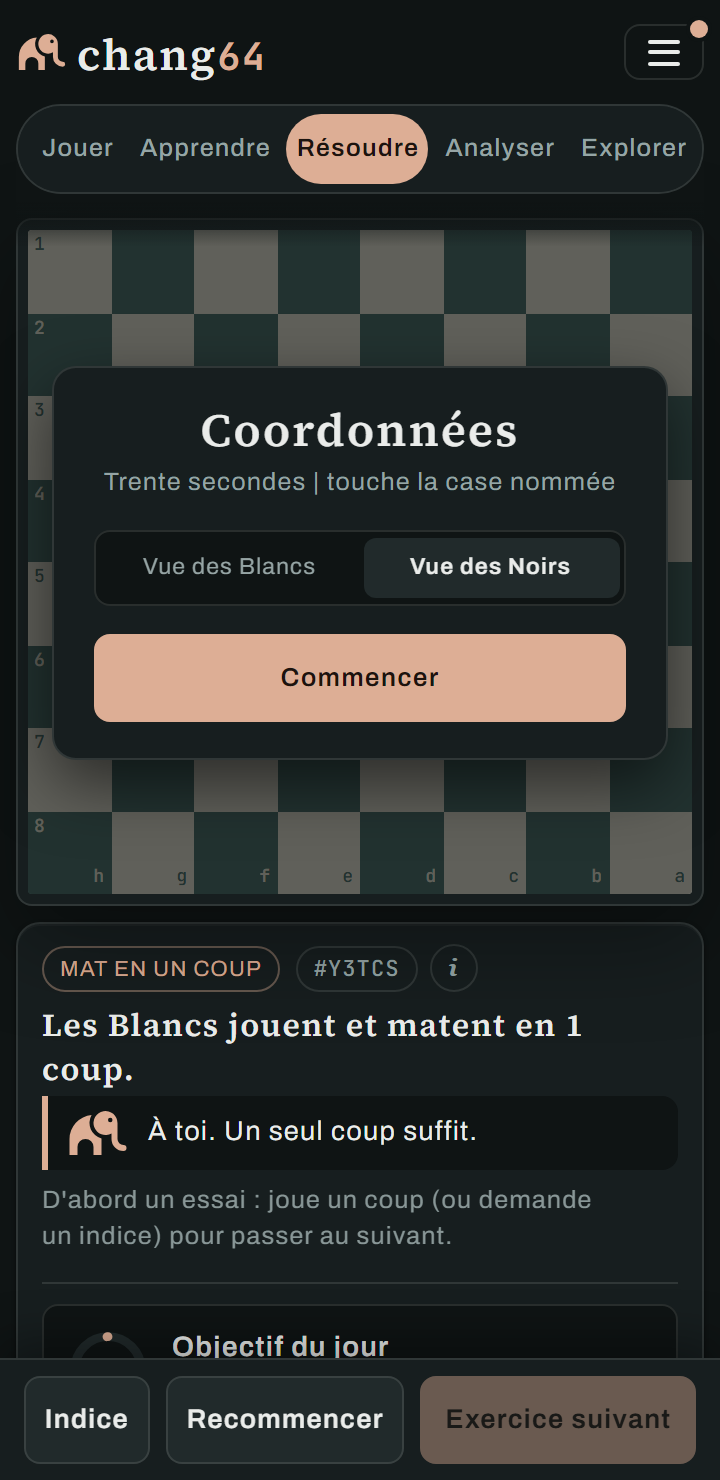 chang64
Jouer Apprendre Résoudre Analyser Explorer
1
2
Coordonnées
3
Trente secondes | touche la case nommée
4
Vue des Blancs Vue des Noirs
5
6
Commencer
7
8
h g f e d c b a
MAT EN UN COUP #Y3TCS i
Les Blancs jouent et matent en 1
coup.
À toi. Un seul coup suffit.
D'abord un essai : joue un coup (ou demande
un indice) pour passer au suivant.
Objectif du jour
Indice Recommencer Exercice suivant